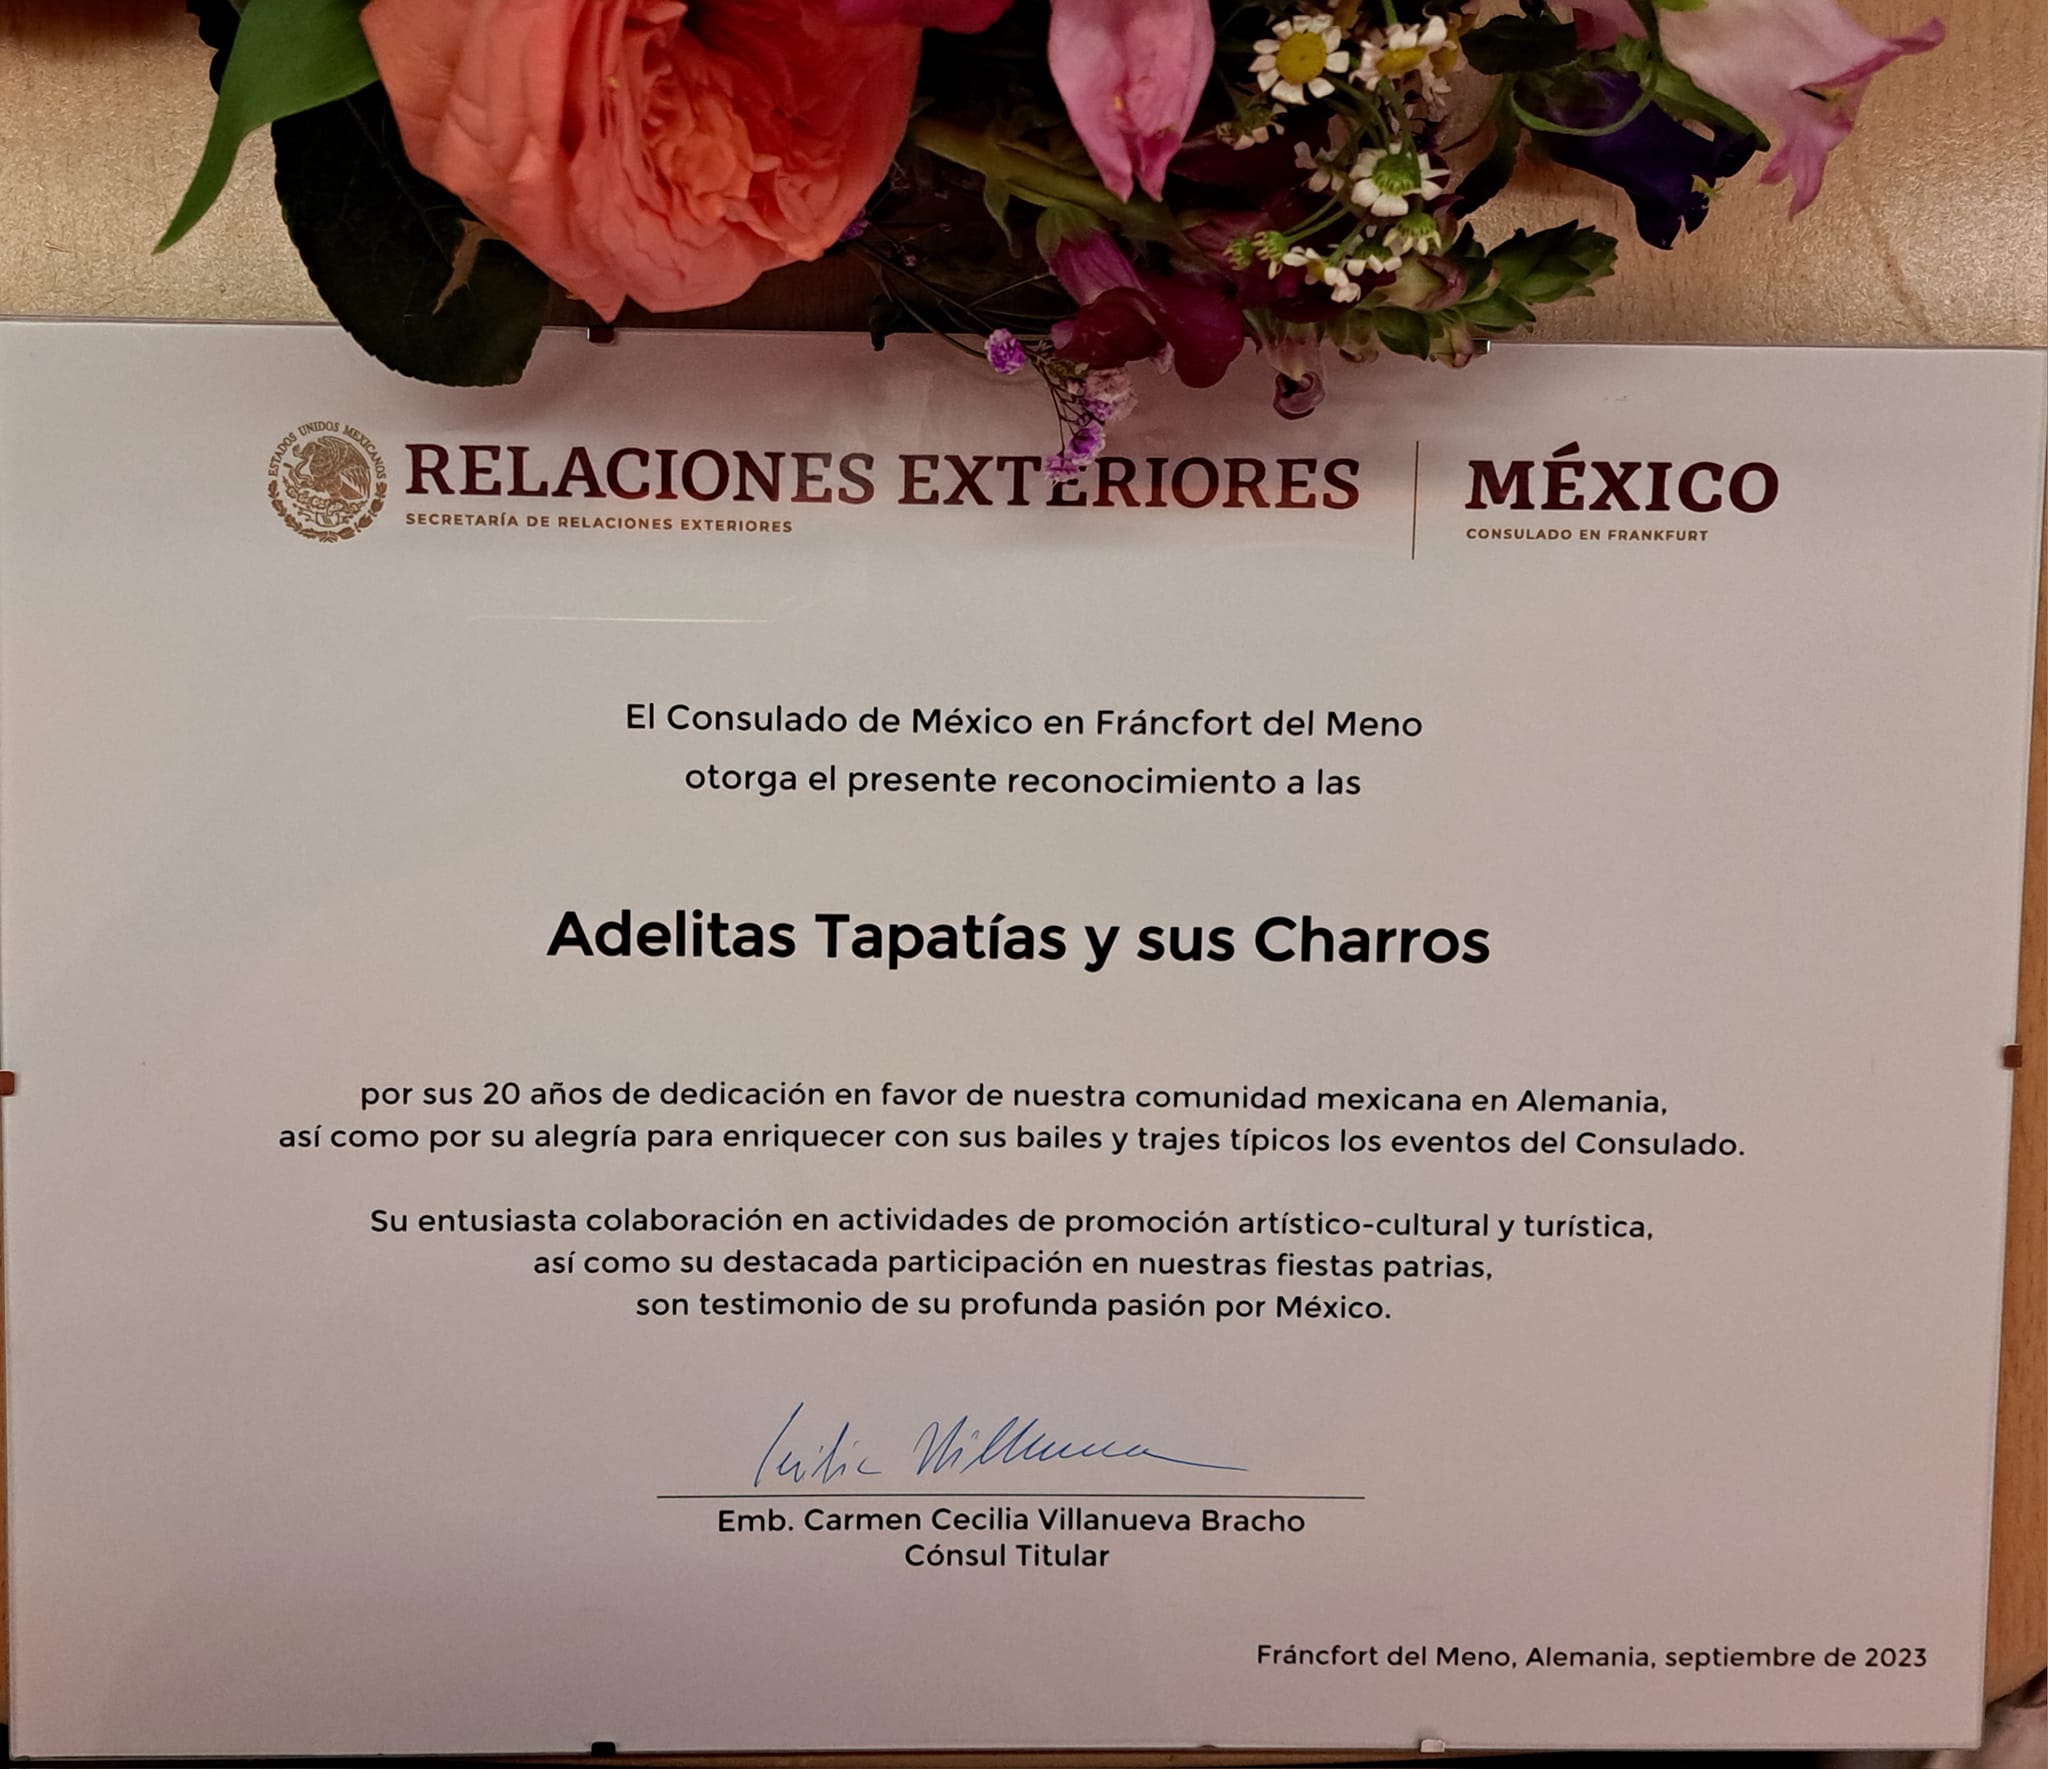 ESTADOS UNIDOS MEXICANOS
RELACIONES EXTERIORES
SECRETARÍA DE RELACIONES EXTERIORES
MÉXICO
CONSULADO EN FRANKFURT
El Consulado de México en Fráncfort del Meno
otorga el presente reconocimiento a las
Adelitas Tapatías y sus Charros
por sus 20 años de dedicación en favor de nuestra comunidad mexicana en Alemania,
así como por su alegría para enriquecer con sus bailes y trajes típicos los eventos del Consulado.
Su entusiasta colaboración en actividades de promoción artístico-cultural y turística,
así como su destacada participación en nuestras fiestas patrias,
son testimonio de su profunda pasión por México.
Cecilia Villanueva
Emb. Carmen Cecilia Villanueva Bracho
Cónsul Titular
Fráncfort del Meno, Alemania, septiembre de 2023